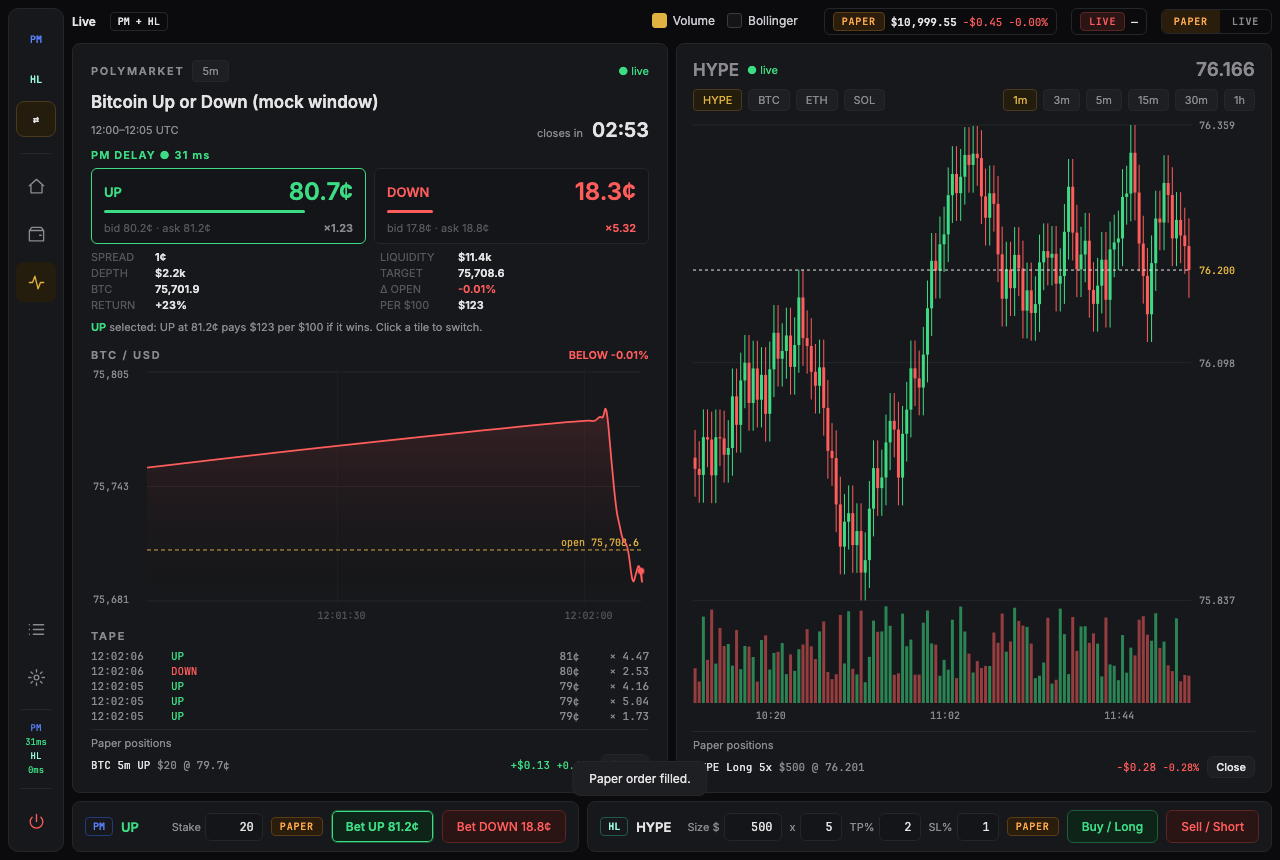 Live PM + HL Volume Bollinger PAPER $10,999.55 -$0.45 -0.00% LIVE – PAPER LIVE
PM
HL
⇄
PM
31ms
HL
0ms
POLYMARKET 5m live
Bitcoin Up or Down (mock window)
12:00–12:05 UTC closes in 02:53
PM DELAY 31 ms
UP 80.7¢
bid 80.2¢ · ask 81.2¢ ×1.23
DOWN 18.3¢
bid 17.8¢ · ask 18.8¢ ×5.32
SPREAD 1¢ LIQUIDITY $11.4k
DEPTH $2.2k TARGET 75,708.6
BTC 75,701.9 Δ OPEN -0.01%
RETURN +23% PER $100 $123
UP selected: UP at 81.2¢ pays $123 per $100 if it wins. Click a tile to switch.
BTC / USD BELOW -0.01%
75,805
75,743
open 75,708.6
75,681
12:01:30 12:02:00
TAPE
12:02:06 UP 81¢ × 4.47
12:02:06 DOWN 80¢ × 2.53
12:02:05 UP 79¢ × 4.16
12:02:05 UP 79¢ × 5.04
12:02:05 UP 79¢ × 1.73
Paper positions
BTC 5m UP $20 @ 79.7¢ +$0.13 +0.
HYPE live 76.166
HYPE BTC ETH SOL 1m 3m 5m 15m 30m 1h
76.359
76.200
76.098
75.837
10:20 11:02 11:44
Paper positions
YPE Long 5x $500 @ 76.201 -$0.28 -0.28% Close
Paper order filled.
PM UP Stake 20 PAPER Bet UP 81.2¢ Bet DOWN 18.8¢
HL HYPE Size $ 500 x 5 TP% 2 SL% 1 PAPER Buy / Long Sell / Short